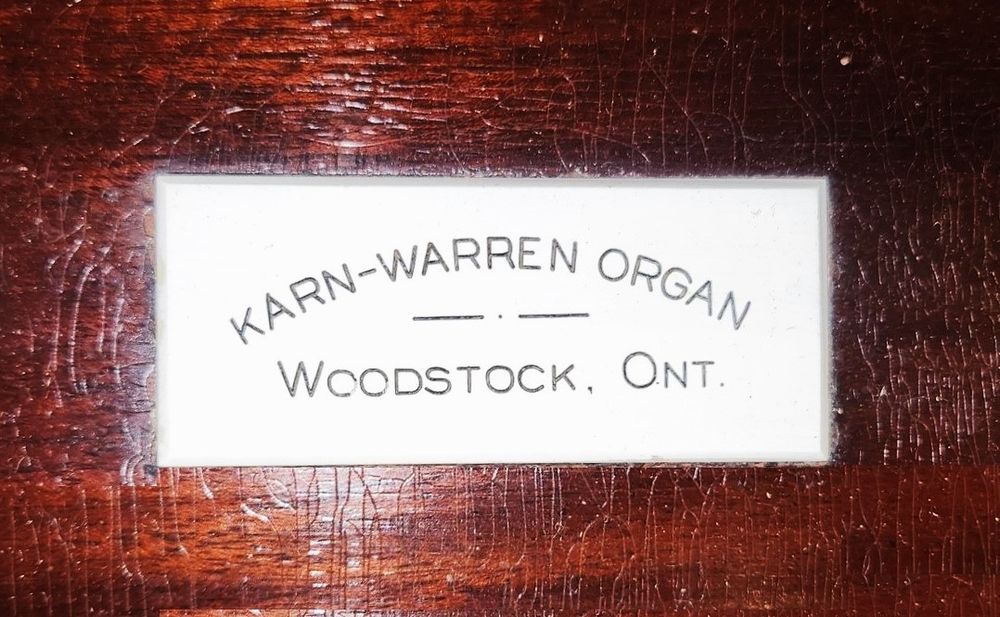 KARN-WARREN ORGAN
WOODSTOCK, ONT.